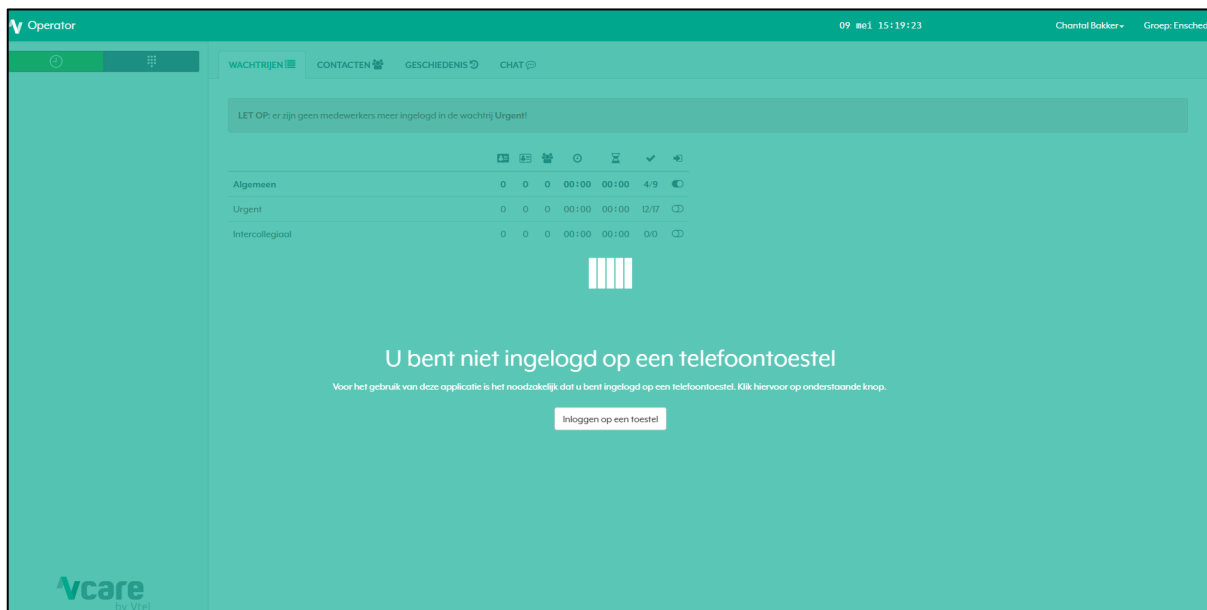 Operator
09 mei 15:19:23
Chantal Bakker
Groep: Ensched
WACHTRIJEN
CONTACTEN
GESCHIEDENIS
CHAT
LET OP: er zijn geen medewerkers meer ingelogd in de wachtrij Urgent!
Algemeen 0 0 0 00:00 00:00 4/9
Urgent 0 0 0 00:00 00:00 12/17
Intercollegiaal 0 0 0 00:00 00:00 0/0
U bent niet ingelogd op een telefoontoestel
Voor het gebruik van deze applicatie is het noodzakelijk dat u bent ingelogd op een telefoontoestel. Klik hiervoor op onderstaande knop.
Inloggen op een toestel
Vcare
by Vtel